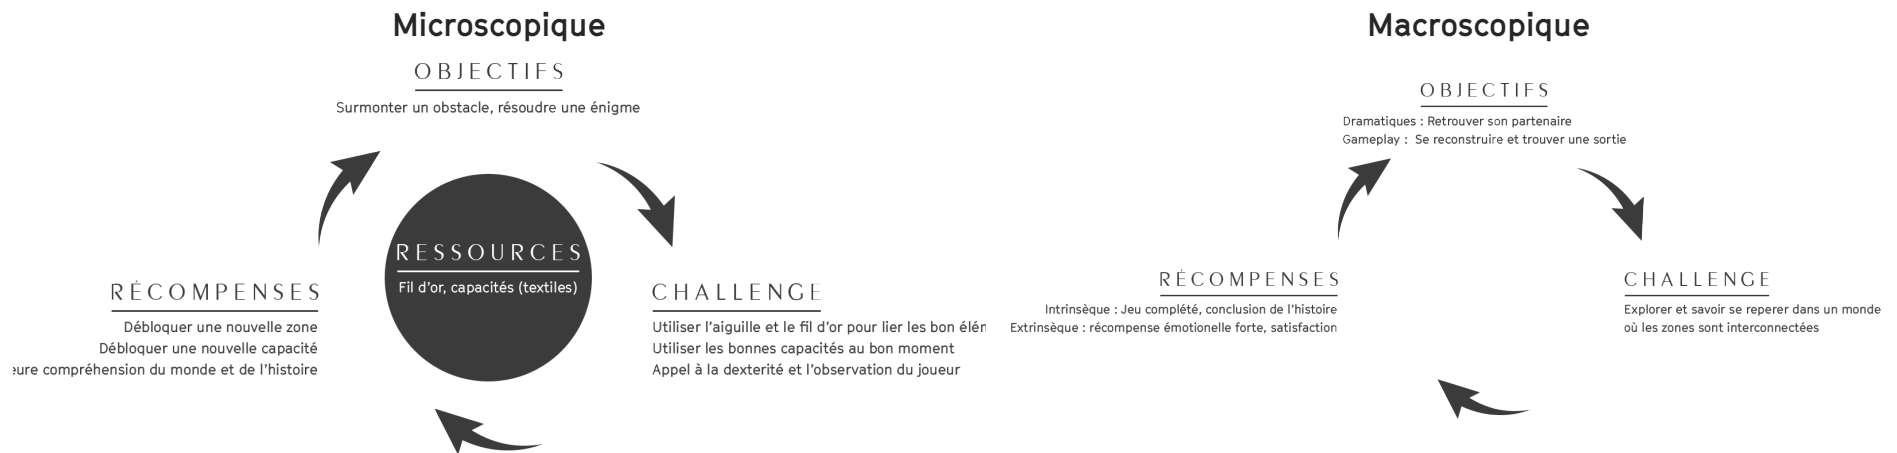 Microscopique
OBJECTIFS
Surmonter un obstacle, résoudre une énigme
RESSOURCES
Fil d'or, capacités (textiles)
CHALLENGE
Utiliser l'aiguille et le fil d'or pour lier les bon
Utiliser les bonnes capacités au bon moment
Appel à la dexterité et l'observation du joueur
RÉCOMPENSES
Débloquer une nouvelle zone
Débloquer une nouvelle capacité
compréhension du monde et de l'histoire
Macroscopique
OBJECTIFS
Dramatiques : Retrouver son partenaire
Gameplay : Se reconstruire et trouver une sortie
CHALLENGE
Explorer et savoir se reperer dans un monde
où les zones sont interconnectées
RÉCOMPENSES
Intrinsèque : Jeu complété, conclusion de l'histoire
Extrinsèque : récompense émotionelle forte, satisfaction